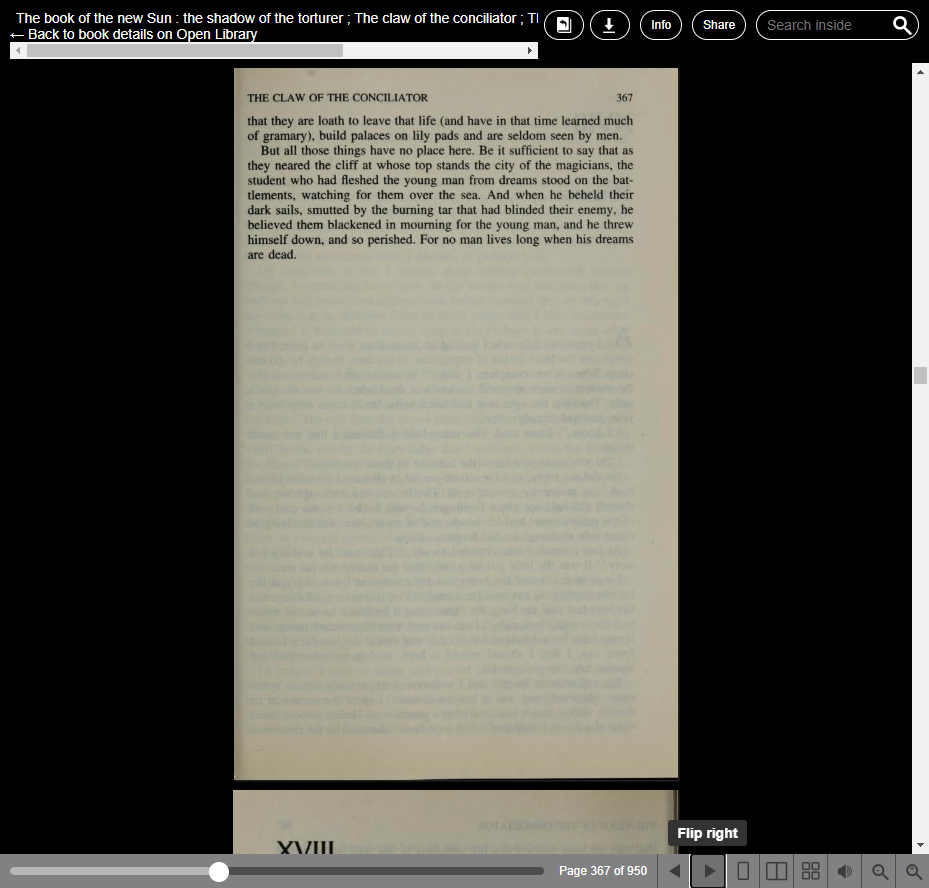 The book of the new Sun : the shadow of the torturer ; The claw of the conciliator ;
← Back to book details on Open Library
Info
Share
Search inside
THE CLAW OF THE CONCILIATOR 367
that they are loath to leave that life (and have in that time learned much
of gramary), build palaces on lily pads and are seldom seen by men.
But all those things have no place here. Be it sufficient to say that as
they neared the cliff at whose top stands the city of the magicians, the
student who had fleshed the young man from dreams stood on the bat-
tlements, watching for them over the sea. And when he beheld their
dark sails, smutted by the burning tar that had blinded their enemy, he
believed them blackened in mourning for the young man, and he threw
himself down, and so perished. For no man lives long when his dreams
are dead.
XVIII
Flip right
Page 367 of 950